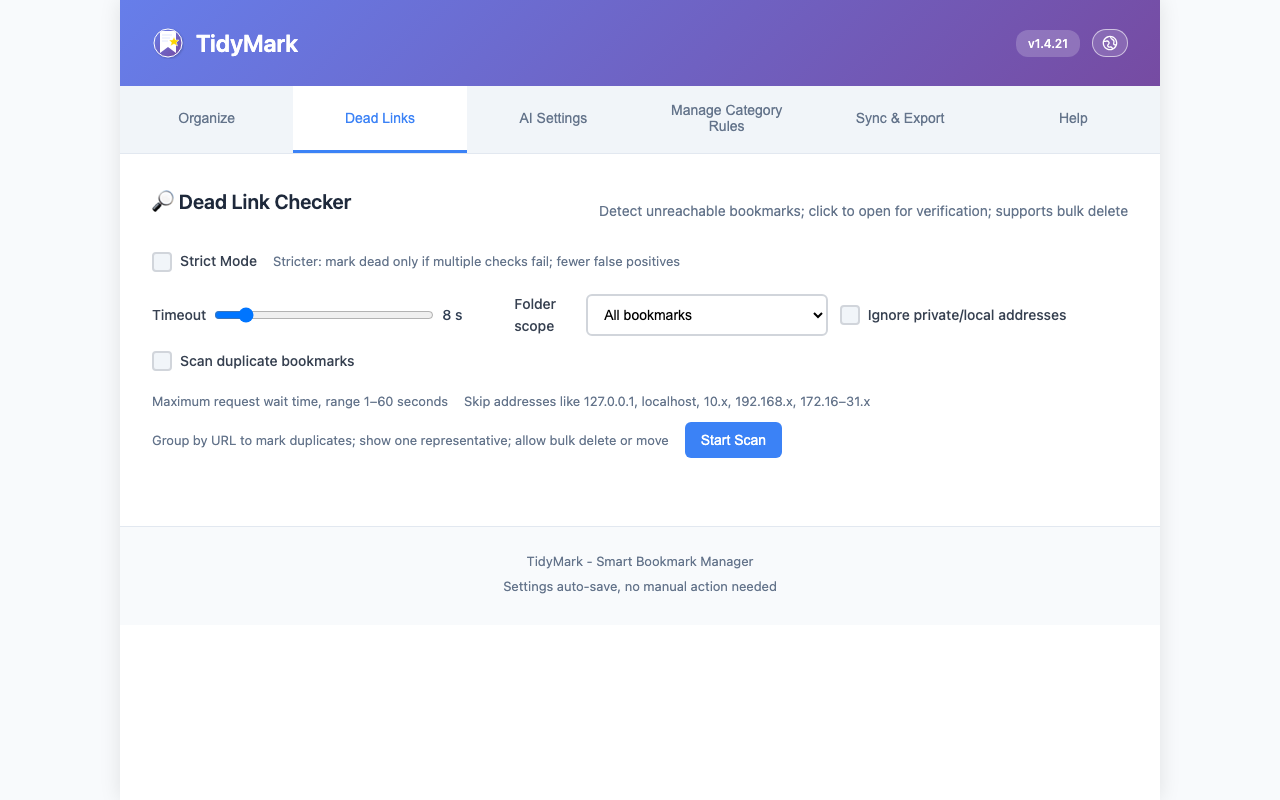 TidyMark
v1.4.21
Organize
Dead Links
AI Settings
Manage Category
Rules
Sync & Export
Help
Dead Link Checker
Detect unreachable bookmarks; click to open for verification; supports bulk delete
Strict Mode
Stricter: mark dead only if multiple checks fail; fewer false positives
Timeout
8 s
Folder
scope
All bookmarks
Ignore private/local addresses
Scan duplicate bookmarks
Maximum request wait time, range 1–60 seconds
Skip addresses like 127.0.0.1, localhost, 10.x, 192.168.x, 172.16–31.x
Group by URL to mark duplicates; show one representative; allow bulk delete or move
Start Scan
TidyMark - Smart Bookmark Manager
Settings auto-save, no manual action needed